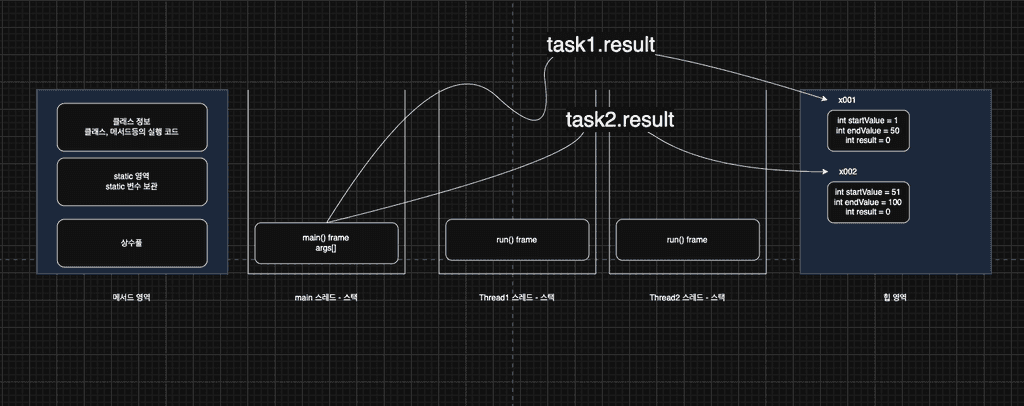 task1.result
task2.result
클래스 정보
클래스, 메서드등의 실행 코드
static 영역
static 변수 보관
상수풀
메서드 영역
main() frame
args[]
main 스레드 - 스택
run() frame
Thread1 스레드 - 스택
run() frame
Thread2 스레드 - 스택
x001
int startValue = 1
int endValue = 50
int result = 0
x002
int startValue = 51
int endValue = 100
int result = 0
힙 영역